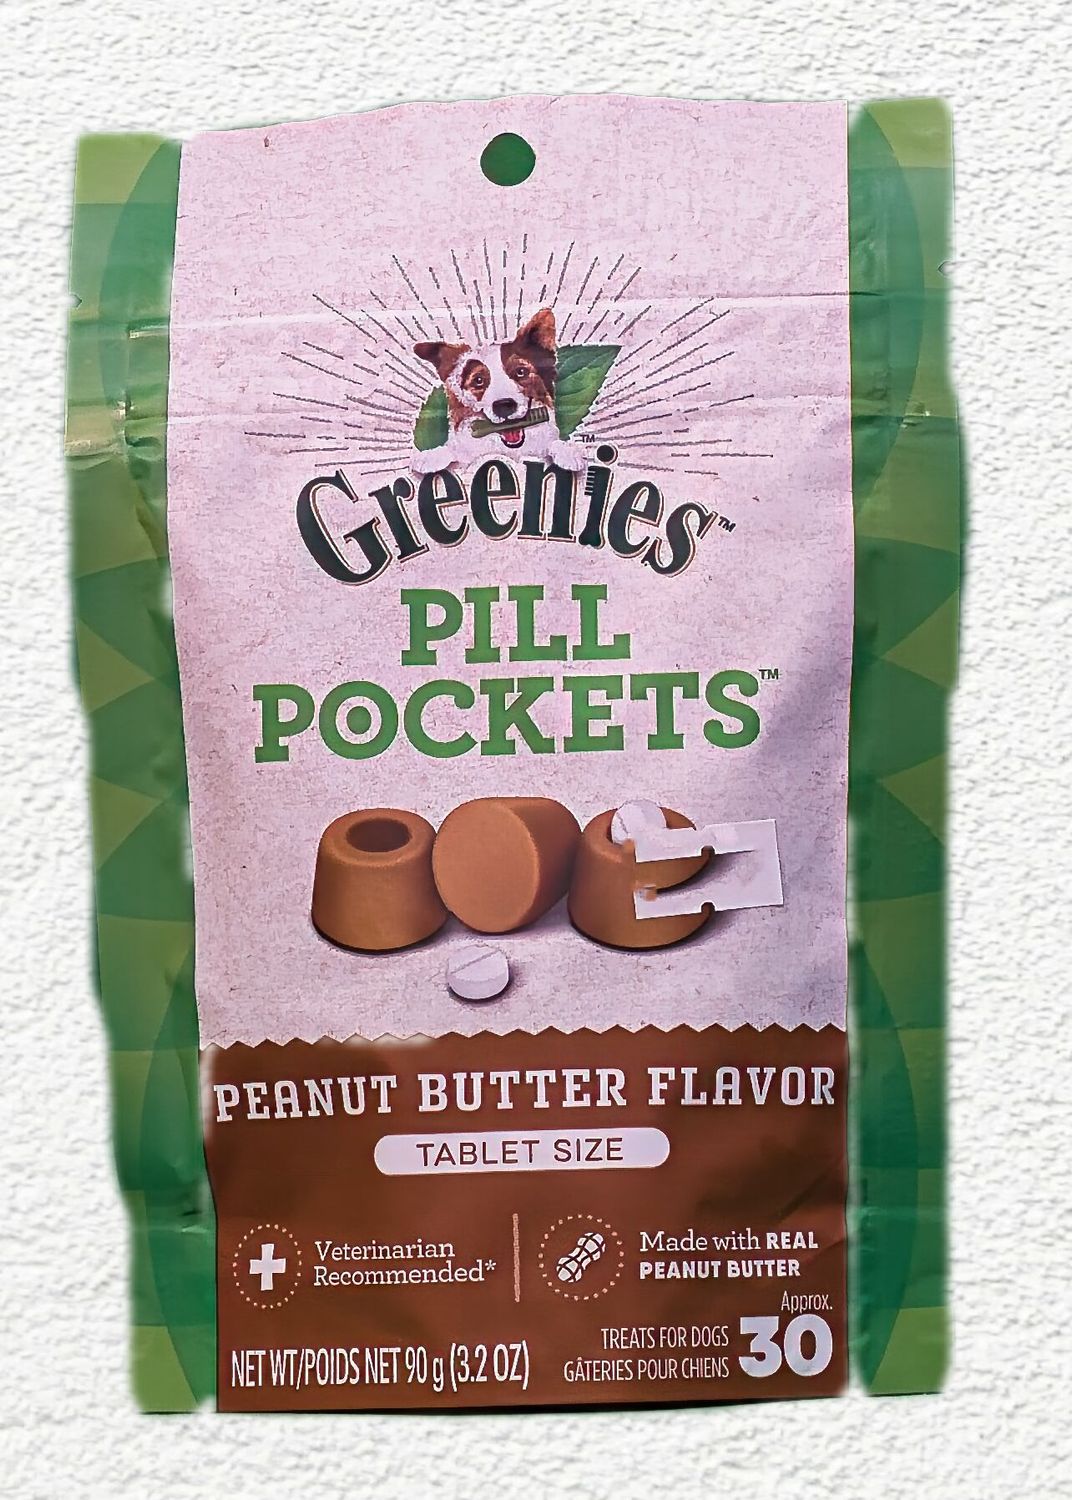 Greenies™
PILL
POCKETS™
PEANUT BUTTER FLAVOR
TABLET SIZE
Veterinarian
Recommended*
Made with REAL
PEANUT BUTTER
Approx.
TREATS FOR DOGS
GÂTERIES POUR CHIENS
30
NET WT/POIDS NET 90 g (3.2 OZ)